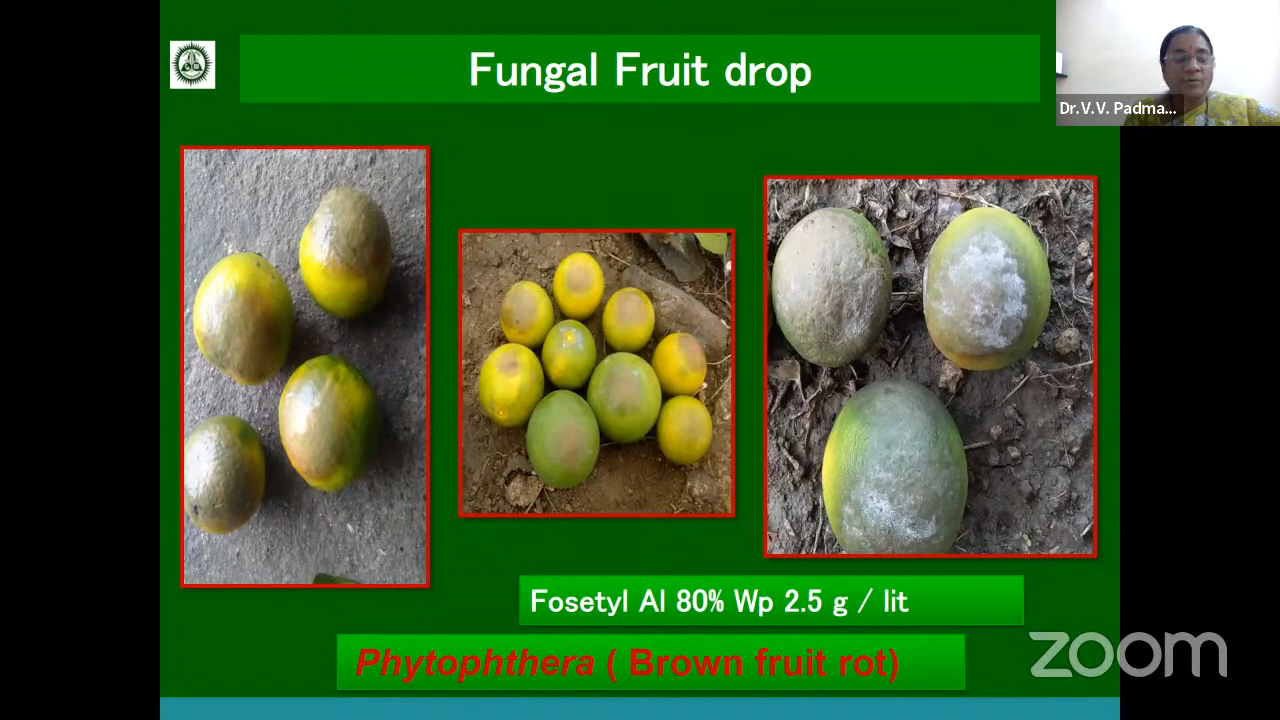 Fungal Fruit drop
Dr.V.V. Padma...
Fosetyl Al 80% Wp 2.5 g / lit
Phytophthera ( Brown fruit rot)
zoom